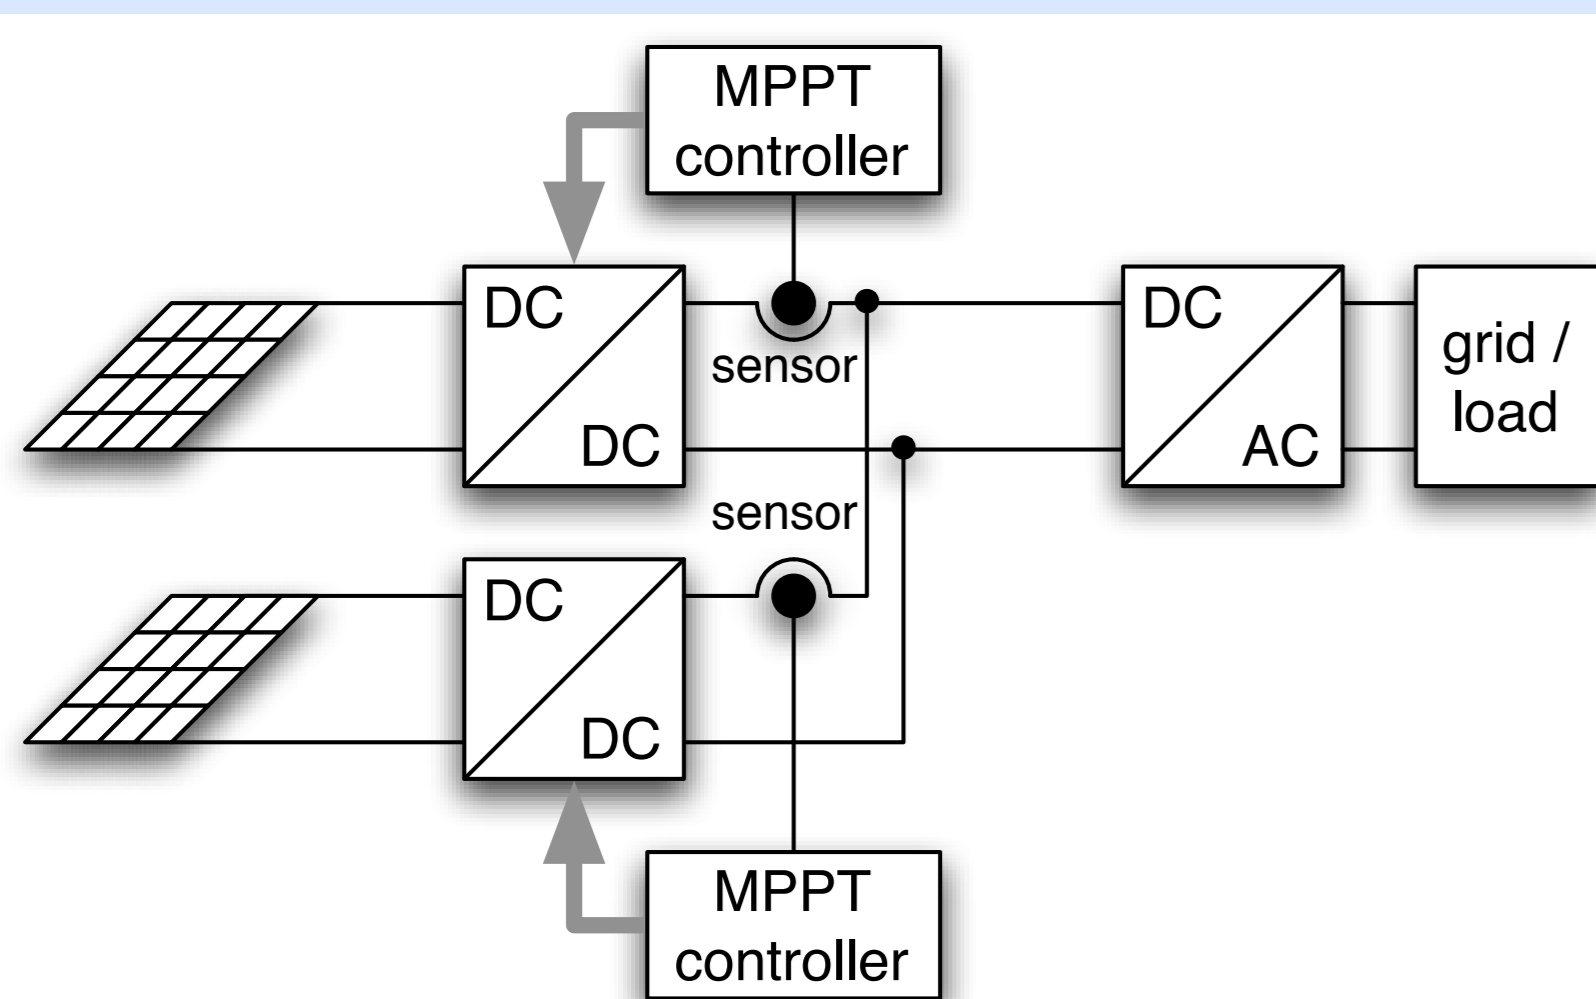 MPPT
controller
DC
DC
sensor
DC
AC
grid /
load
sensor
DC
DC
MPPT
controller